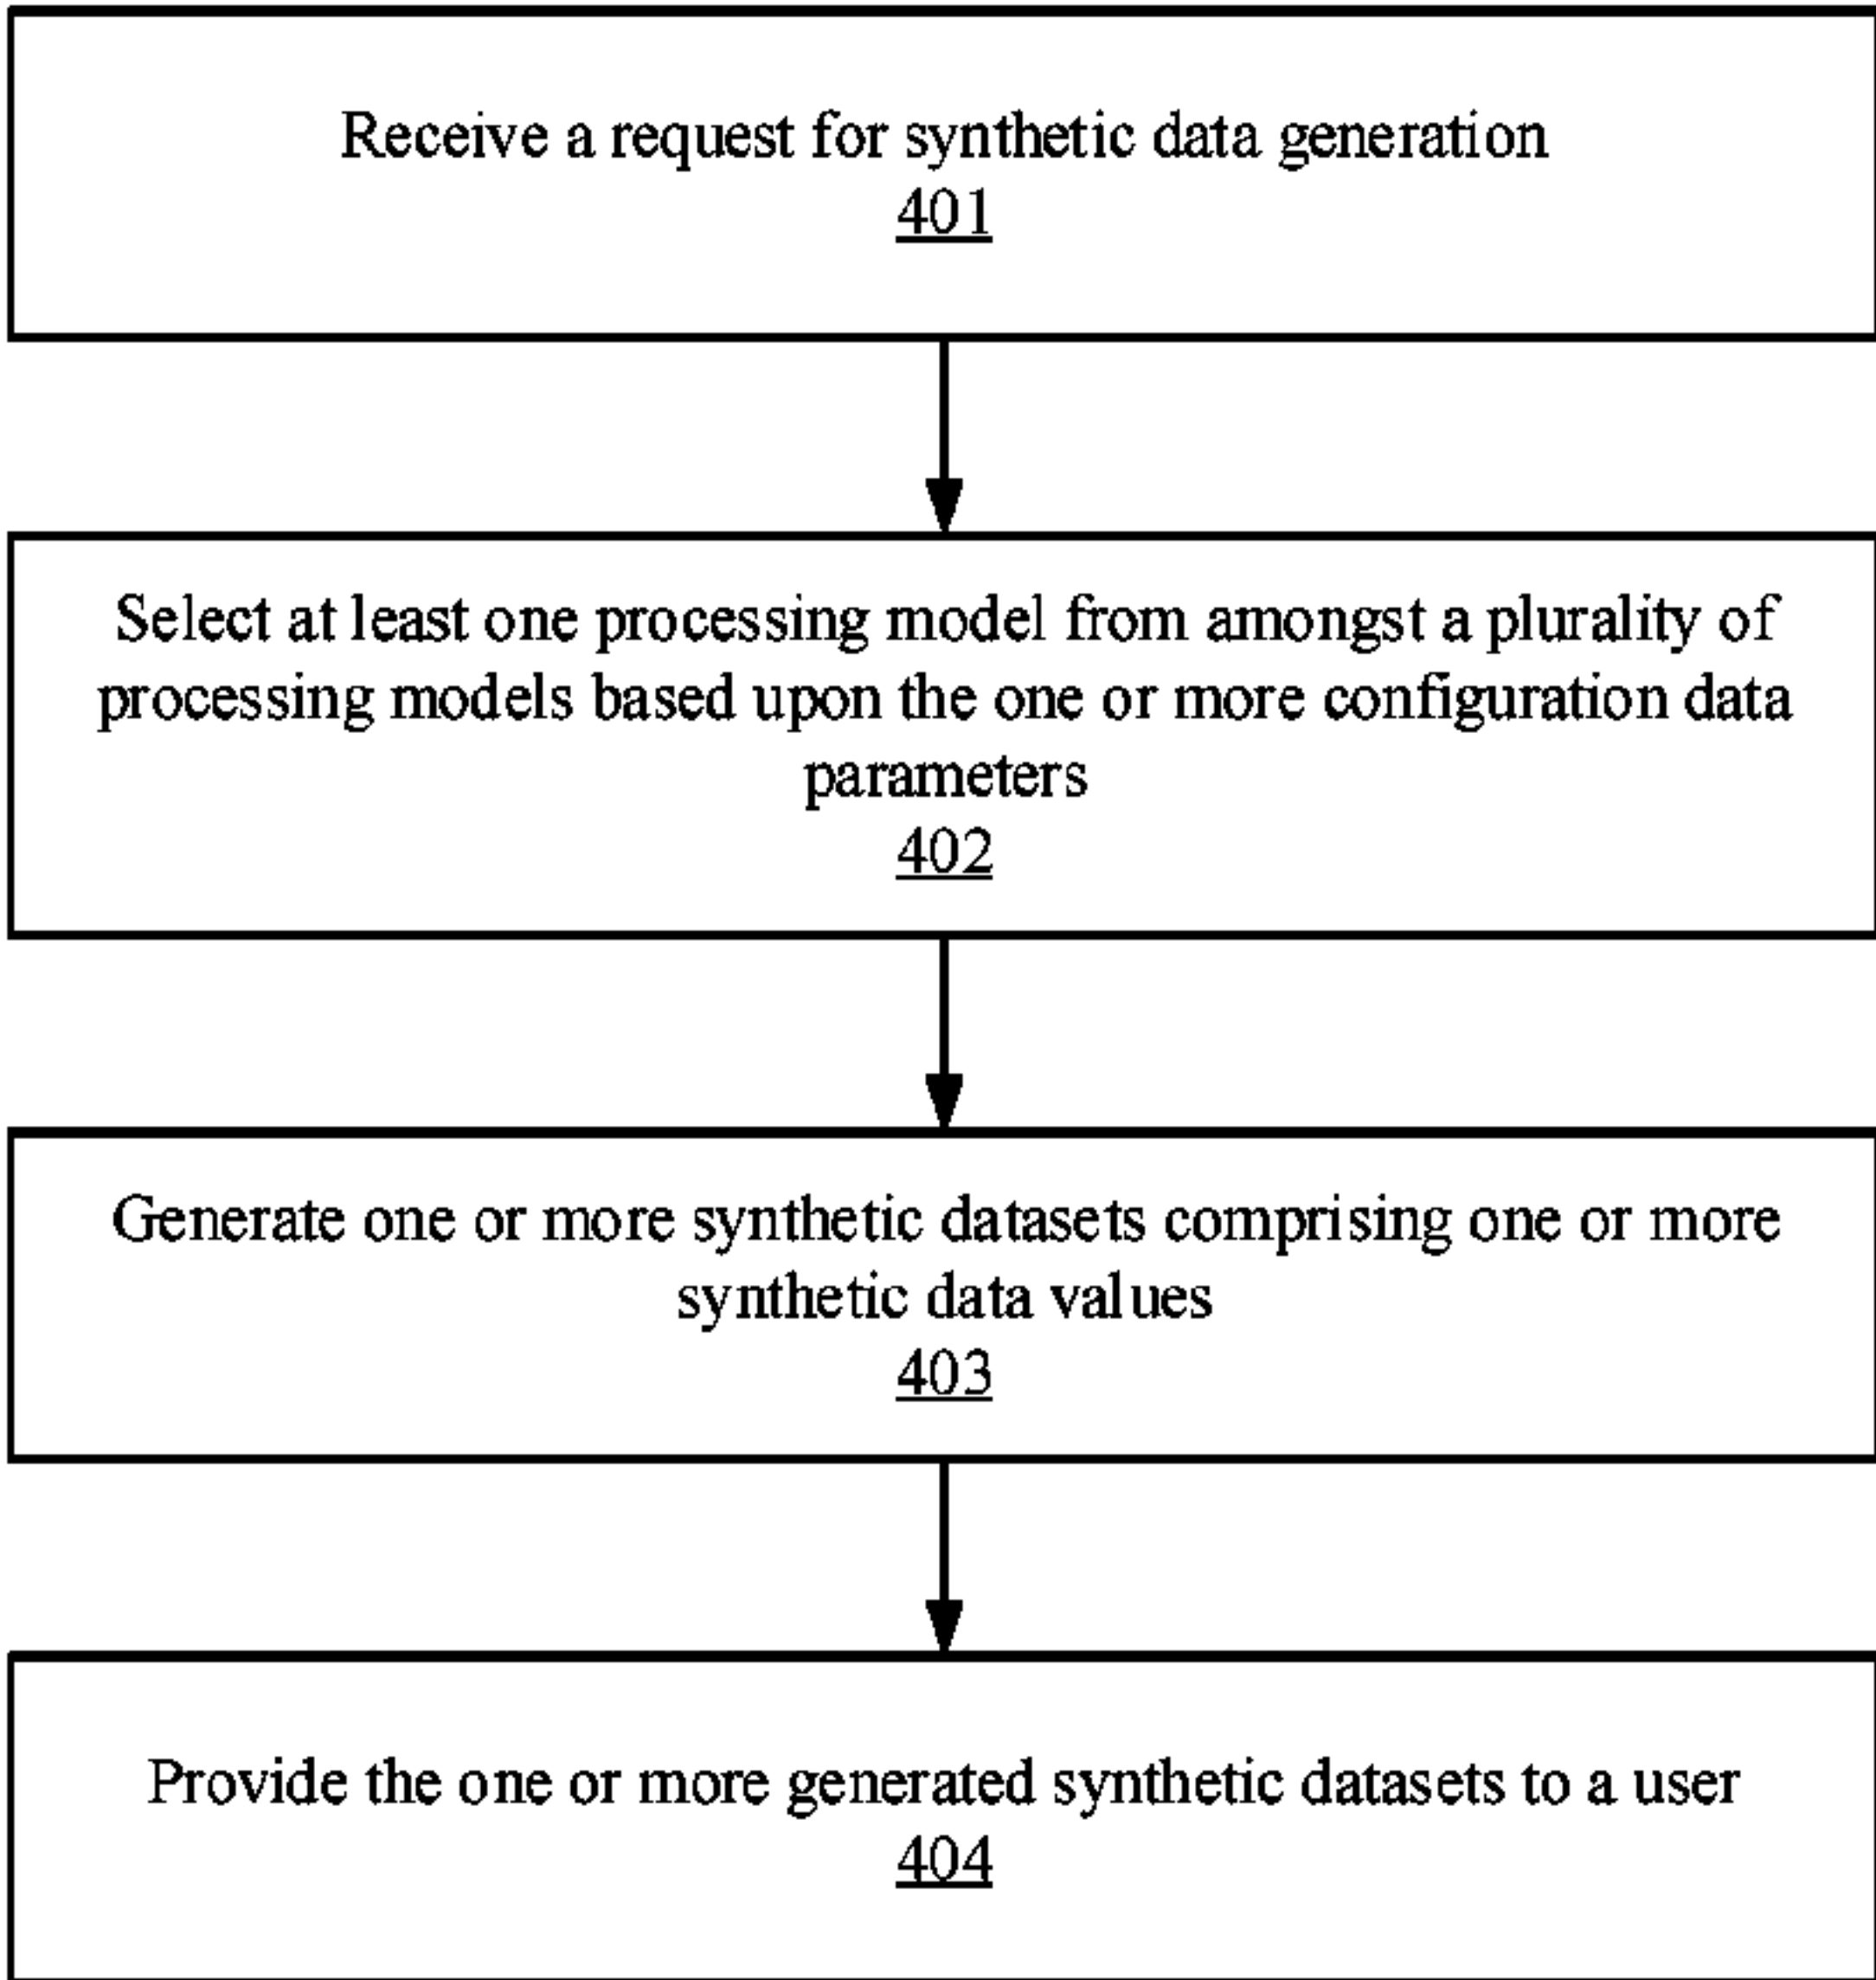 Receive a request for synthetic data generation
401
Select at least one processing model from amongst a plurality of
processing models based upon the one or more configuration data
parameters
402
Generate one or more synthetic datasets comprising one or more
synthetic data values
403
Provide the one or more generated synthetic datasets to a user
404